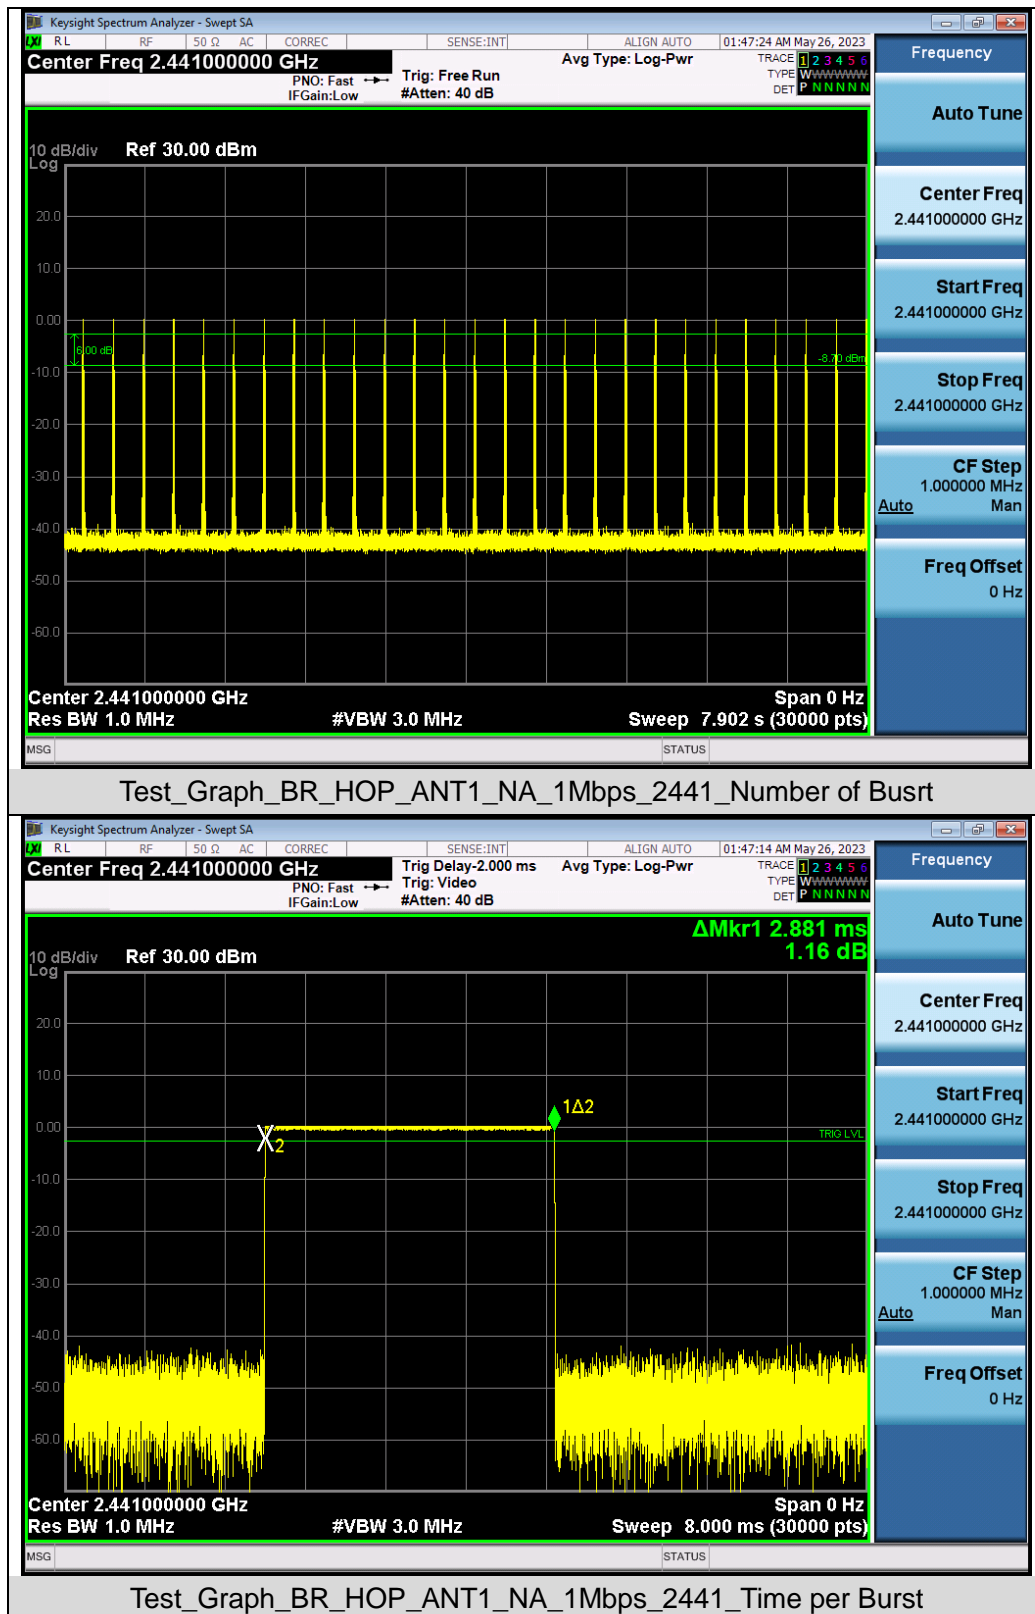 Keysight Spectrum Analyzer - Swept SA
LXI RL RF 50 Ω AC CORREC SENSE:INT ALIGN AUTO 01:47:24 AM May 26, 2023
Center Freq 2.441000000 GHz Avg Type: Log-Pwr TRACE 1 2 3 4 5 6
PNO: Fast Trig: Free Run TYPE WWWWWW
IFGain:Low #Atten: 40 dB DET P N N N N N
Frequency
Auto Tune
10 dB/div Ref 30.00 dBm
Log
Center Freq
2.441000000 GHz
20.0
10.0
Start Freq
2.441000000 GHz
0.00
6.00 dB
-8.70 dBm
-10.0
Stop Freq
2.441000000 GHz
-20.0
-30.0
CF Step
1.000000 MHz
Auto Man
-40.0
-50.0
Freq Offset
0 Hz
-60.0
Center 2.441000000 GHz Span 0 Hz
Res BW 1.0 MHz #VBW 3.0 MHz Sweep 7.902 s (30000 pts)
MSG STATUS
Test_Graph_BR_HOP_ANT1_NA_1Mbps_2441_Number of Busrt
Keysight Spectrum Analyzer - Swept SA
LXI RL RF 50 Ω AC CORREC SENSE:INT ALIGN AUTO 01:47:14 AM May 26, 2023
Center Freq 2.441000000 GHz Trig Delay-2.000 ms Avg Type: Log-Pwr TRACE 1 2 3 4 5 6
PNO: Fast Trig: Video TYPE WWWWWW
IFGain:Low #Atten: 40 dB DET P N N N N N
Frequency
Auto Tune
ΔMkr1 2.881 ms
10 dB/div Ref 30.00 dBm 1.16 dB
Log
Center Freq
2.441000000 GHz
20.0
10.0
Start Freq
2.441000000 GHz
1Δ2
0.00
TRIG LVL
2
-10.0
Stop Freq
2.441000000 GHz
-20.0
-30.0
CF Step
1.000000 MHz
Auto Man
-40.0
-50.0
Freq Offset
0 Hz
-60.0
Center 2.441000000 GHz Span 0 Hz
Res BW 1.0 MHz #VBW 3.0 MHz Sweep 8.000 ms (30000 pts)
MSG STATUS
Test_Graph_BR_HOP_ANT1_NA_1Mbps_2441_Time per Burst